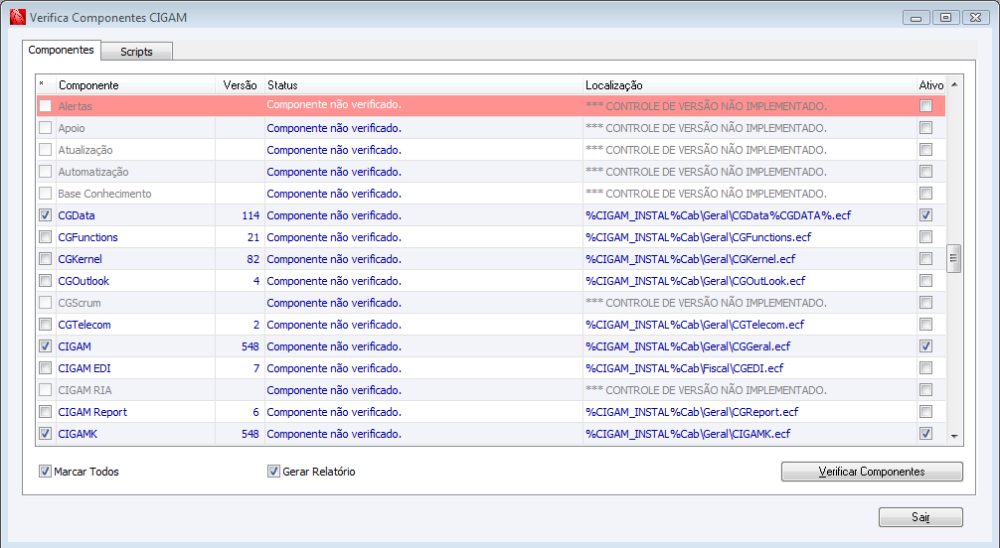 Verifica Componentes CIGAM
Componentes Scripts
* Componente Versão Status Localização Ativo
Alertas Componente não verificado. *** CONTROLE DE VERSÃO NÃO IMPLEMENTADO.
Apoio Componente não verificado. *** CONTROLE DE VERSÃO NÃO IMPLEMENTADO.
Atualização Componente não verificado. *** CONTROLE DE VERSÃO NÃO IMPLEMENTADO.
Automatização Componente não verificado. *** CONTROLE DE VERSÃO NÃO IMPLEMENTADO.
Base Conhecimento Componente não verificado. *** CONTROLE DE VERSÃO NÃO IMPLEMENTADO.
CGData 114 Componente não verificado. %CIGAM_INSTAL%Cab\Geral\CGData%CGDATA%.ecf
CGFunctions 21 Componente não verificado. %CIGAM_INSTAL%Cab\Geral\CGFunctions.ecf
CGKernel 82 Componente não verificado. %CIGAM_INSTAL%Cab\Geral\CGKernel.ecf
CGOutlook 4 Componente não verificado. %CIGAM_INSTAL%Cab\Geral\CGOutLook.ecf
CGScrum Componente não verificado. *** CONTROLE DE VERSÃO NÃO IMPLEMENTADO.
CGTelecom 2 Componente não verificado. %CIGAM_INSTAL%Cab\Geral\CGTelecom.ecf
CIGAM 548 Componente não verificado. %CIGAM_INSTAL%Cab\Geral\CGGeral.ecf
CIGAM EDI 7 Componente não verificado. %CIGAM_INSTAL%Cab\Fiscal\CGEDI.ecf
CIGAM RIA Componente não verificado. *** CONTROLE DE VERSÃO NÃO IMPLEMENTADO.
CIGAM Report 6 Componente não verificado. %CIGAM_INSTAL%Cab\Geral\CGReport.ecf
CIGAMK 548 Componente não verificado. %CIGAM_INSTAL%Cab\Geral\CIGAMK.ecf
Marcar Todos Gerar Relatório Verificar Componentes
Sair